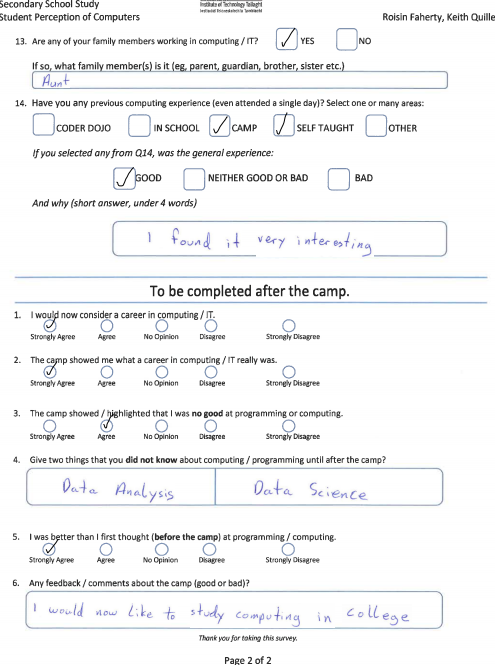 Secondary School Study
Student Perception of Computers
Institute of Technology Tallaght
Roisin Faherty, Keith Quille
13. Are any of your family members working in computing / IT? YES NO
If so, what family member(s) is it (eg, parent, guardian, brother, sister etc.)
Aunt
14. Have you any previous computing experience (even attended a single day)? Select one or many areas:
CODER DOJO IN SCHOOL CAMP SELF TAUGHT OTHER
If you selected any from Q14, was the general experience:
GOOD NEITHER GOOD OR BAD BAD
And why (short answer, under 4 words)
I found it very interesting
To be completed after the camp.
1. I would now consider a career in computing / IT.
Strongly Agree Agree No Opinion Disagree Strongly Disagree
2. The camp showed me what a career in computing / IT really was.
Strongly Agree Agree No Opinion Disagree Strongly Disagree
3. The camp showed / highlighted that I was no good at programming or computing.
Strongly Agree Agree No Opinion Disagree Strongly Disagree
4. Give two things that you did not know about computing / programming until after the camp?
Data Analysis Data Science
5. I was better than I first thought (before the camp) at programming / computing.
Strongly Agree Agree No Opinion Disagree Strongly Disagree
6. Any feedback / comments about the camp (good or bad)?
I would now like to study computing in college
Thank you for taking this survey.
Page 2 of 2